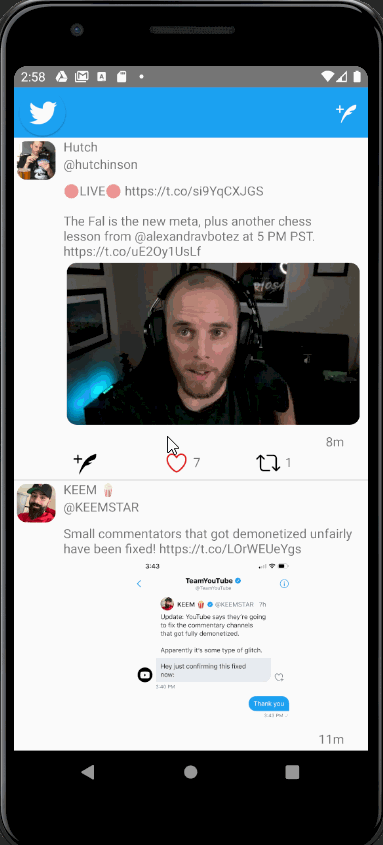 2:58
Hutch
@hutchinson
🔴LIVE🔴 https://t.co/si9YqCXJGS
The Fal is the new meta, plus another chess
lesson from @alexandravbotez at 5 PM PST.
https://t.co/uE2Oy1UsLf
8m
7
1
KEEM 🍿
@KEEMSTAR
Small commentators that got demonetized unfairly
have been fixed! https://t.co/LOrWEUeYgs
3:43
TeamYouTube
@TeamYouTube
KEEM 🍿 @KEEMSTAR 7h
Update: YouTube says they're going
to fix the commentary channels
that got fully demonetized.
Apparently it's some type of glitch.
Hey just confirming this fixed
now:
3:40 PM
Thank you
3:43 PM
11m